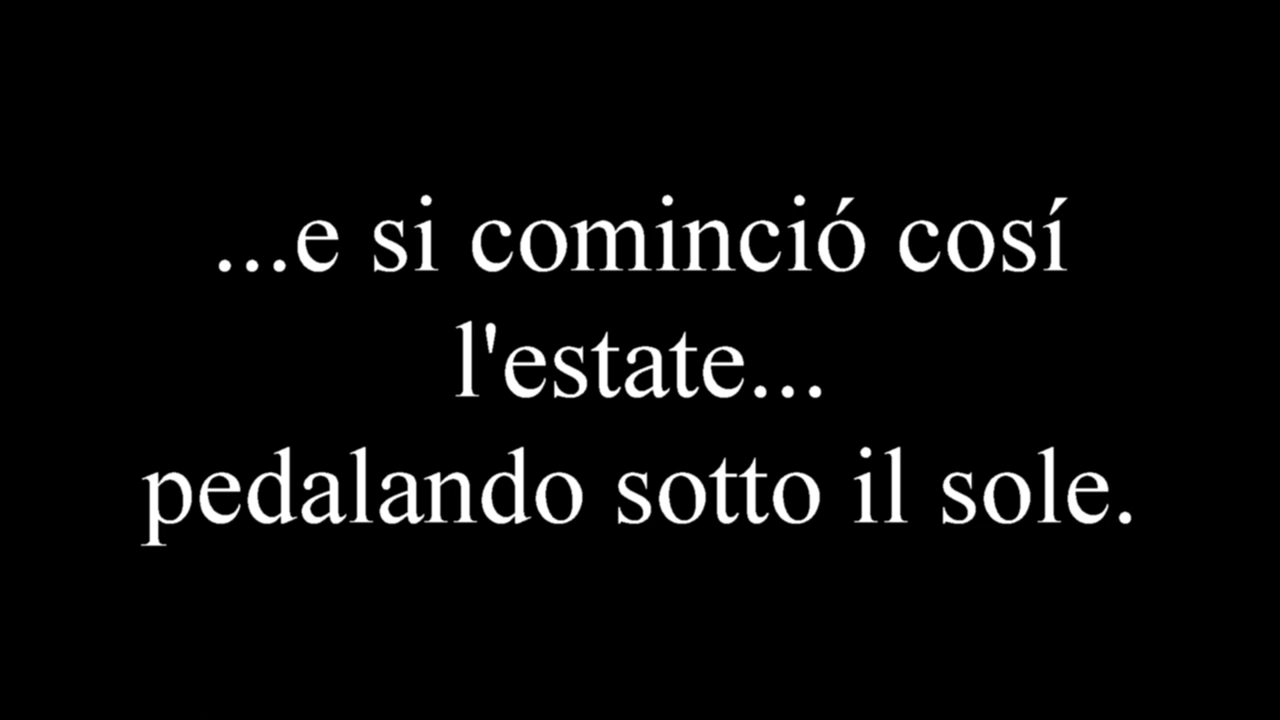 ...e si cominció cosí
l'estate...
pedalando sotto il sole.